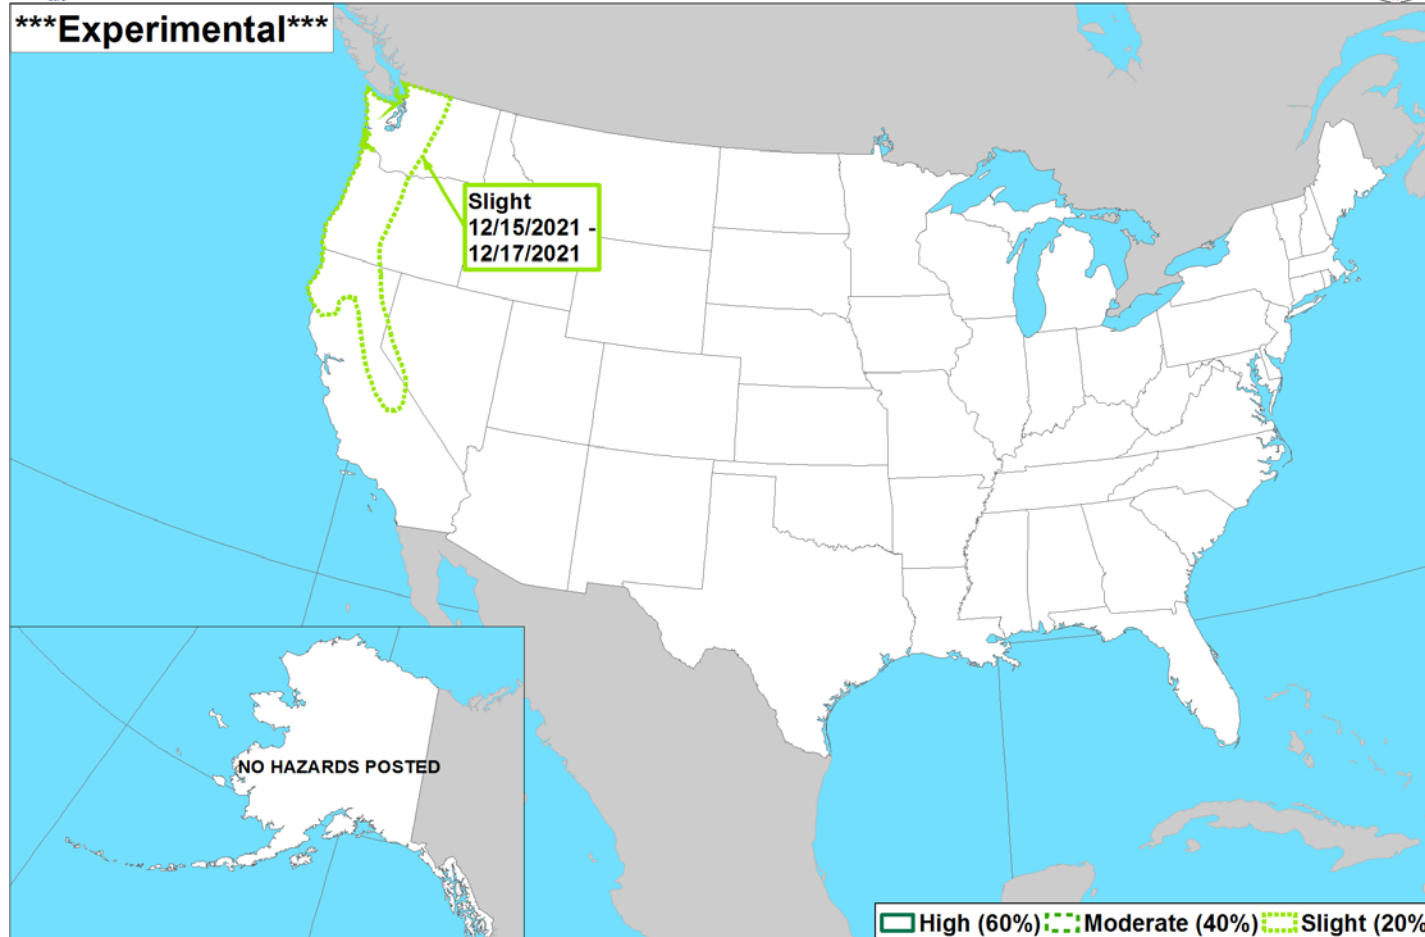 ***Experimental***
Slight
12/15/2021 -
12/17/2021
NO HAZARDS POSTED
High (60%) Moderate (40%) Slight (20%